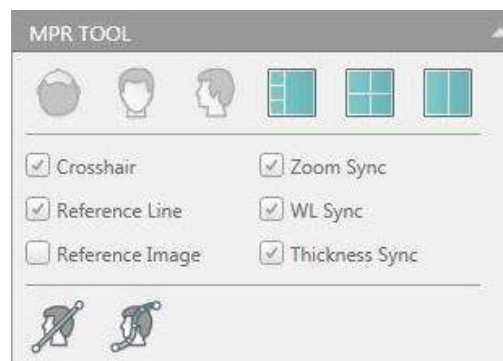 MPR TOOL
Crosshair
Zoom Sync
Reference Line
WL Sync
Reference Image
Thickness Sync